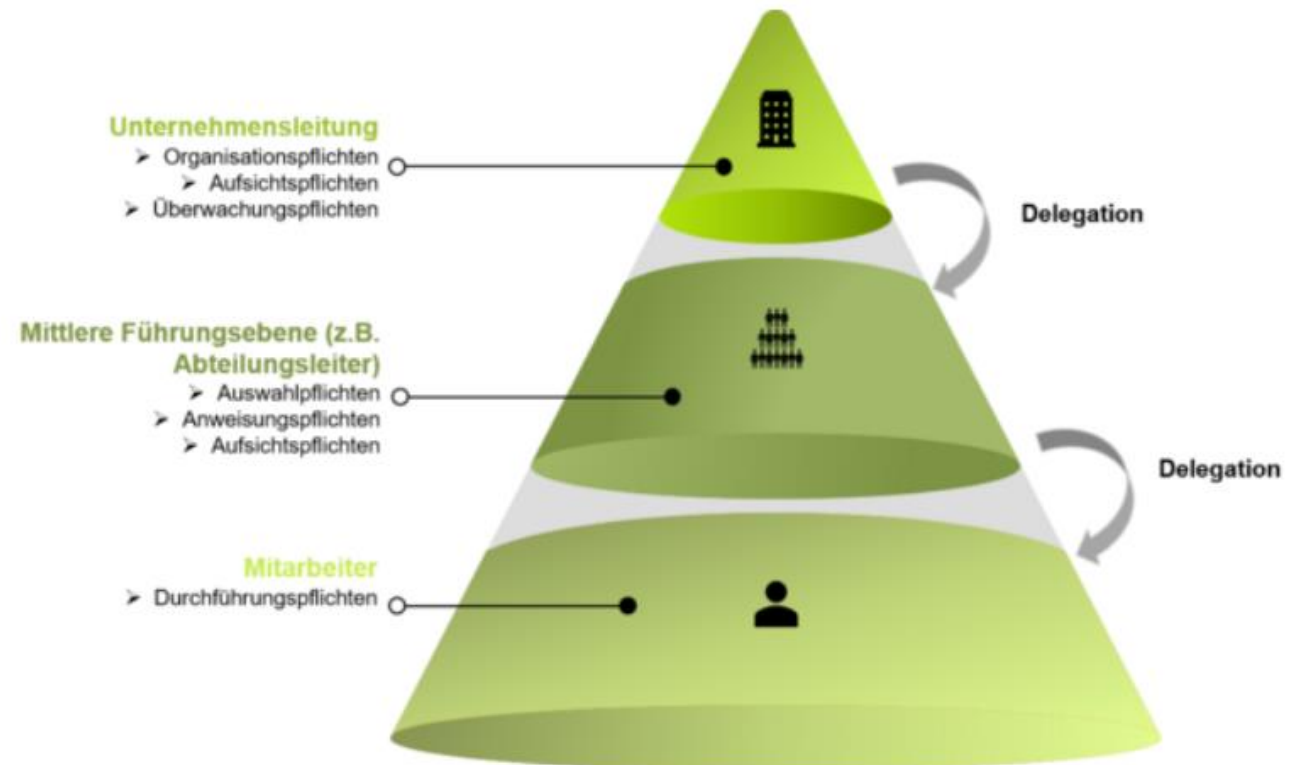 Unternehmensleitung
➢ Organisationspflichten
➢ Aufsichtspflichten
➢ Überwachungspflichten
Delegation
Mittlere Führungsebene (z.B.
Abteilungsleiter)
➢ Auswahlpflichten
➢ Anweisungspflichten
➢ Aufsichtspflichten
Delegation
Mitarbeiter
➢ Durchführungspflichten